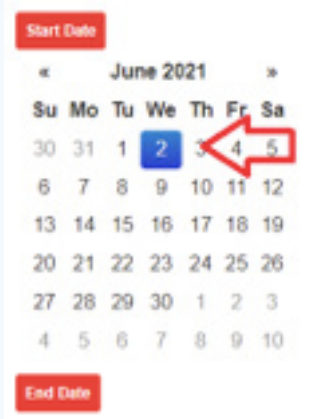 Start Date
« June 2021 »
Su Mo Tu We Th Fr Sa
30 31 1 2 3 4 5
6 7 8 9 10 11 12
13 14 15 16 17 18 19
20 21 22 23 24 25 26
27 28 29 30 1 2 3
4 5 6 7 8 9 10
End Date